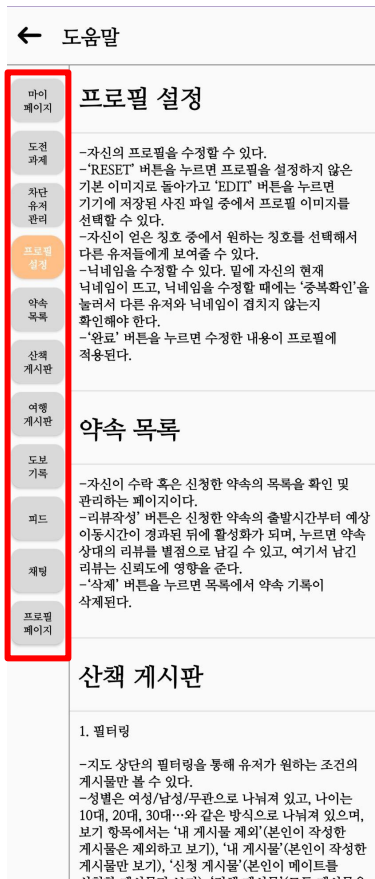 ← 도움말
마이
페이지
도전
과제
차단
유저
관리
프로필
설정
약속
목록
산책
게시판
여행
게시판
도보
기록
피드
채팅
프로필
페이지
프로필 설정
-자신의 프로필을 수정할 수 있다.
-‘RESET’ 버튼을 누르면 프로필을 설정하지 않은
기본 이미지로 돌아가고 ‘EDIT’ 버튼을 누르면
기기에 저장된 사진 파일 중에서 프로필 이미지를
선택할 수 있다.
-자신이 얻은 칭호 중에서 원하는 칭호를 선택해서
다른 유저들에게 보여줄 수 있다.
-닉네임을 수정할 수 있다. 밑에 자신의 현재
닉네임이 뜨고, 닉네임을 수정할 때에는 ‘중복확인’을
눌러서 다른 유저와 닉네임이 겹치지 않는지
확인해야 한다.
-‘완료’ 버튼을 누르면 수정한 내용이 프로필에
적용된다.
약속 목록
-자신이 수락 혹은 신청한 약속의 목록을 확인 및
관리하는 페이지이다.
-‘리뷰작성’ 버튼은 신청한 약속의 출발시간부터 예상
이동시간이 경과된 뒤에 활성화가 되며, 누르면 약속
상대의 리뷰를 별점으로 남길 수 있고, 여기서 남긴
리뷰는 신뢰도에 영향을 준다.
-‘삭제’ 버튼을 누르면 목록에서 약속 기록이
삭제된다.
산책 게시판
1. 필터링
-지도 상단의 필터링을 통해 유저가 원하는 조건의
게시물만 볼 수 있다.
-성별은 여성/남성/무관으로 나눠져 있고, 나이는
10대, 20대, 30대…와 같은 방식으로 나눠져 있으며,
보기 항목에서는 ‘내 게시물 제외’(본인이 작성한
게시물은 제외하고 보기), ‘내 게시물’(본인이 작성한
게시물만 보기), ‘신청 게시물’(본인이 메이트를